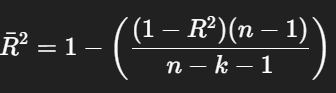 R̄² = 1 − ( (1 − R²)(n − 1) / n − k − 1 )